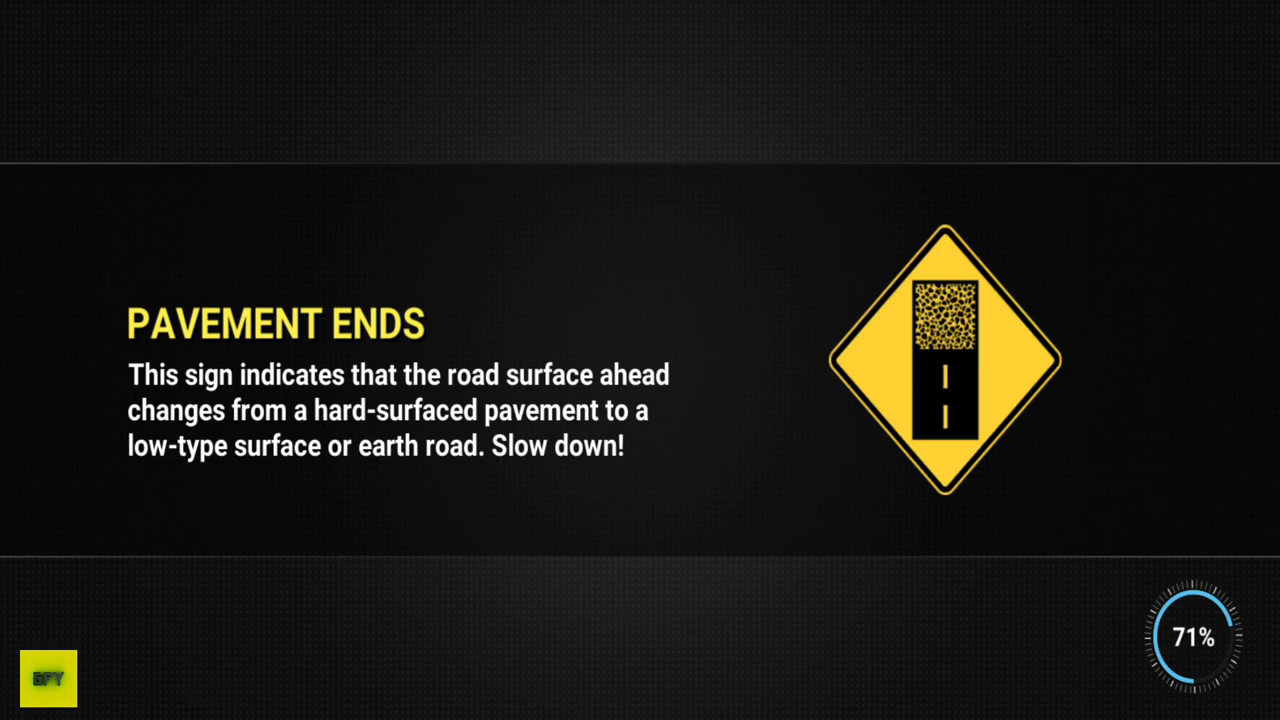 PAVEMENT ENDS
This sign indicates that the road surface ahead
changes from a hard-surfaced pavement to a
low-type surface or earth road. Slow down!
71%
GFY